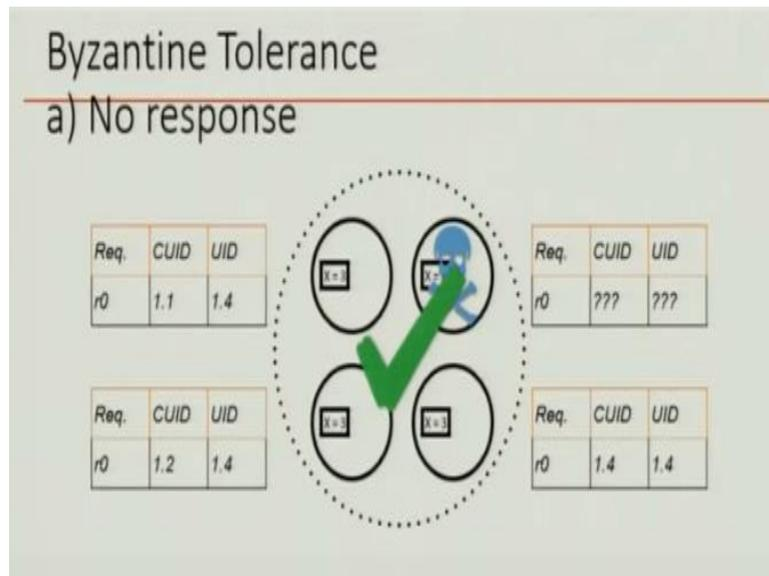 Byzantine Tolerance
a) No response
Req. CUID UID
r0 1.1 1.4
Req. CUID UID
r0 ??? ???
X = 3
X =
Req. CUID UID
r0 1.2 1.4
Req. CUID UID
r0 1.4 1.4
X = 3
X = 3